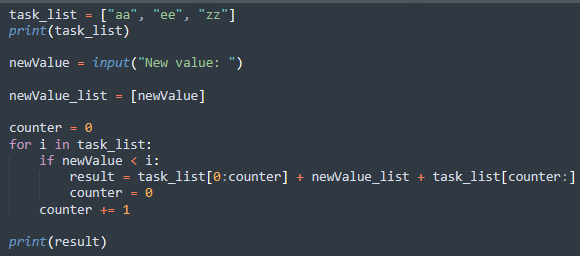 task_list = ["aa", "ee", "zz"]
print(task_list)
newValue = input("New value: ")
newValue_list = [newValue]
counter = 0
for i in task_list:
    if newValue < i:
        result = task_list[0:counter] + newValue_list + task_list[counter:]
        counter = 0
    counter += 1
print(result)